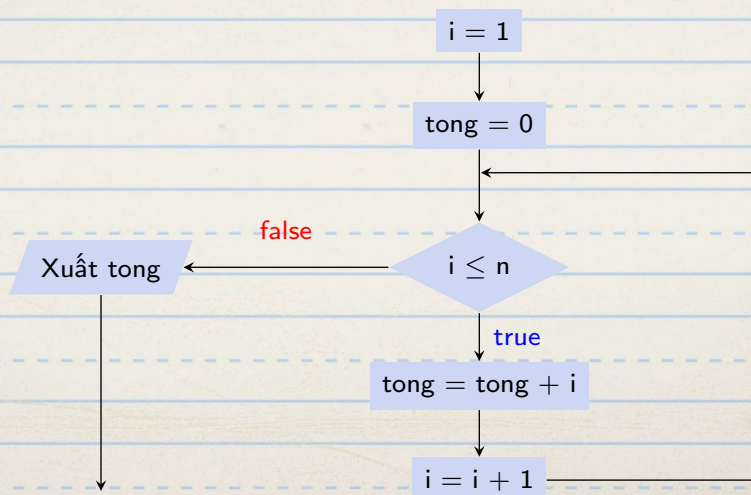 i = 1
tong = 0
false
Xuất tong
i ≤ n
true
tong = tong + i
i = i + 1